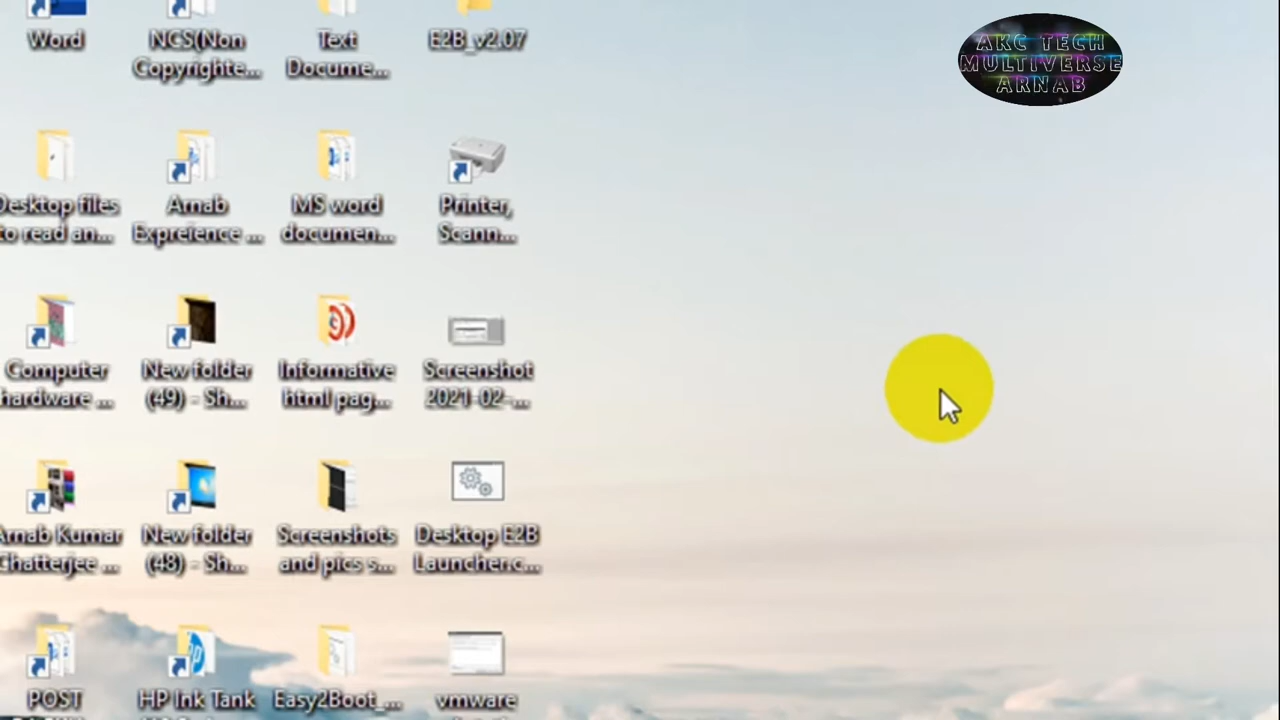 Word
NCS(Non
Copyrighte...
Text
Docume...
E2B_v2.07
AKC TECH
MULTIVERSE
ARNAB
Desktop files
to read an...
Arnab
Expreience ...
MS word
documen...
Printer,
Scann...
Computer
hardware ...
New folder
(49) - Sh...
Informative
html pag...
Screenshot
2021-02-...
Arnab Kumar
Chatterjee ...
New folder
(48) - Sh...
Screenshots
and pics s...
Desktop E2B
Launcher.c...
POST
HP Ink Tank
Easy2Boot_...
vmware